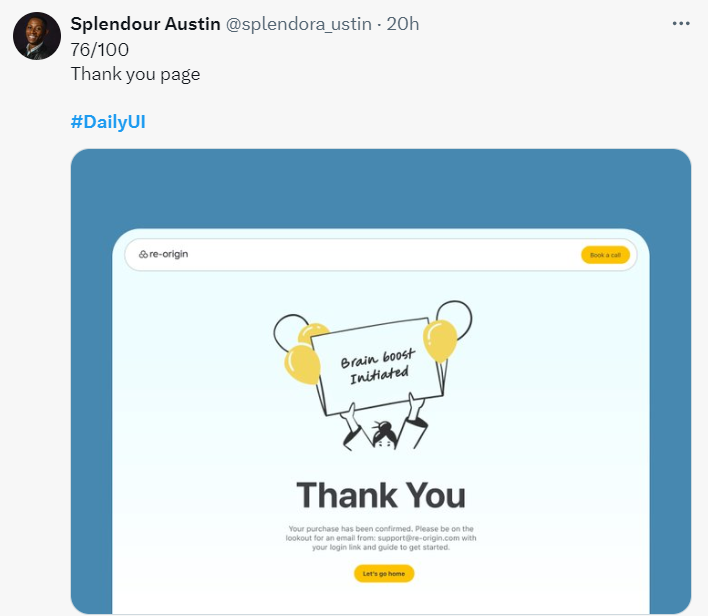 Splendour Austin @splendora_ustin · 20h
76/100
Thank you page
#DailyUI
re-origin
Book a call
Brain boost
Initiated
Thank You
Your purchase has been confirmed. Please be on the
lookout for an email from: support@re-origin.com with
your login link and guide to get started.
Let's go home